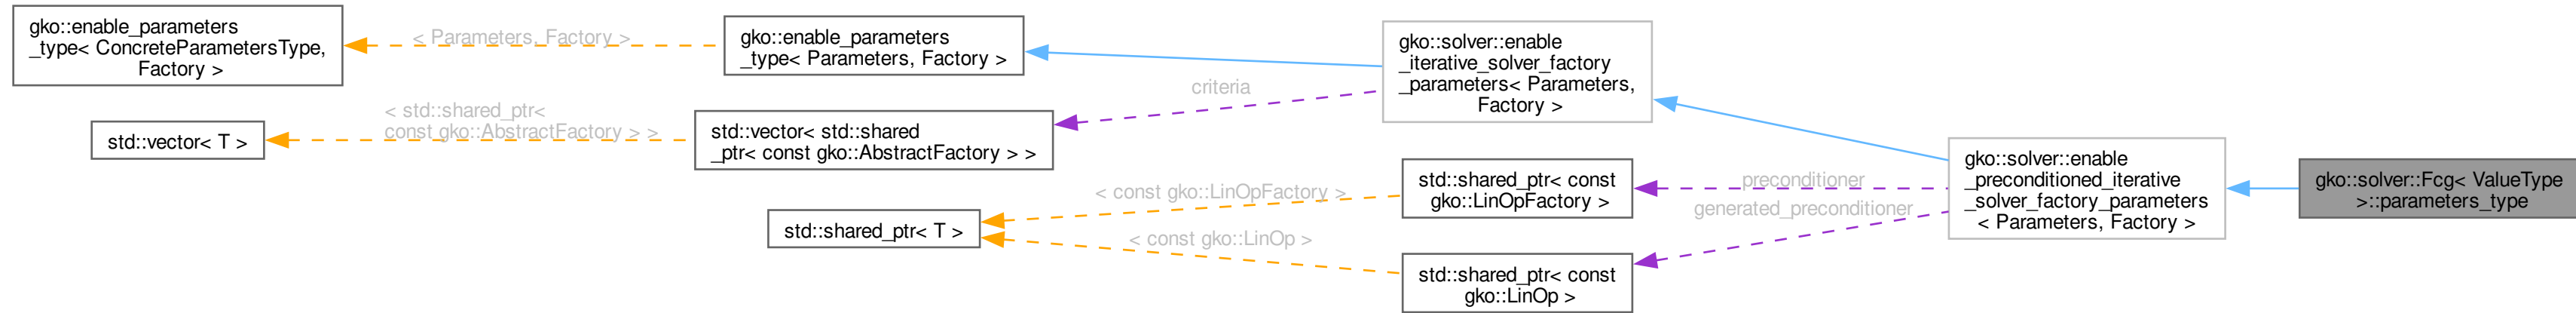 gko::enable_parameters
_type< ConcreteParametersType,
Factory >
< Parameters, Factory >
gko::enable_parameters
_type< Parameters, Factory >
gko::solver::enable
_iterative_solver_factory
_parameters< Parameters,
Factory >
criteria
std::vector< T >
< std::shared_ptr<
const gko::AbstractFactory > >
std::vector< std::shared
_ptr< const gko::AbstractFactory > >
std::shared_ptr< T >
< const gko::LinOpFactory >
< const gko::LinOp >
std::shared_ptr< const
gko::LinOpFactory >
std::shared_ptr< const
gko::LinOp >
preconditioner
generated_preconditioner
gko::solver::enable
_preconditioned_iterative
_solver_factory_parameters
< Parameters, Factory >
gko::solver::Fcg< ValueType
>::parameters_type